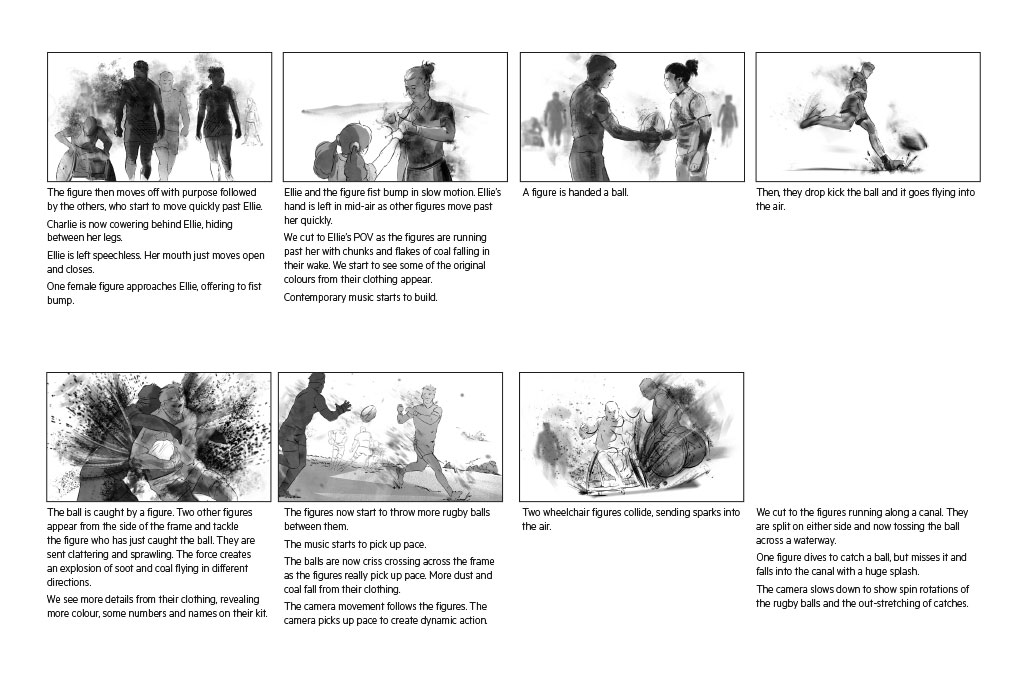 The figure then moves off with purpose followed
by the others, who start to move quickly past Ellie.
Charlie is now cowering behind Ellie, hiding
between her legs.
Ellie is left speechless. Her mouth just moves open
and closes.
One female figure approaches Ellie, offering to fist
bump.
Ellie and the figure fist bump in slow motion. Ellie's
hand is left in mid-air as other figures move past
her quickly.
We cut to Ellie's POV as the figures are running
past her with chunks and flakes of coal falling in
their wake. We start to see some of the original
colours from their clothing appear.
Contemporary music starts to build.
A figure is handed a ball.
Then, they drop kick the ball and it goes flying into
the air.
The ball is caught by a figure. Two other figures
appear from the side of the frame and tackle
the figure who has just caught the ball. They are
sent clattering and sprawling. The force creates
an explosion of soot and coal flying in different
directions.
We see more details from their clothing, revealing
more colour, some numbers and names on their kit.
The figures now start to throw more rugby balls
between them.
The music starts to pick up pace.
The balls are now criss crossing across the frame
as the figures really pick up pace. More dust and
coal fall from their clothing.
The camera movement follows the figures. The
camera picks up pace to create dynamic action.
Two wheelchair figures collide, sending sparks into
the air.
We cut to the figures running along a canal. They
are split on either side and now tossing the ball
across a waterway.
One figure dives to catch a ball, but misses it and
falls into the canal with a huge splash.
The camera slows down to show spin rotations of
the rugby balls and the out-stretching of catches.